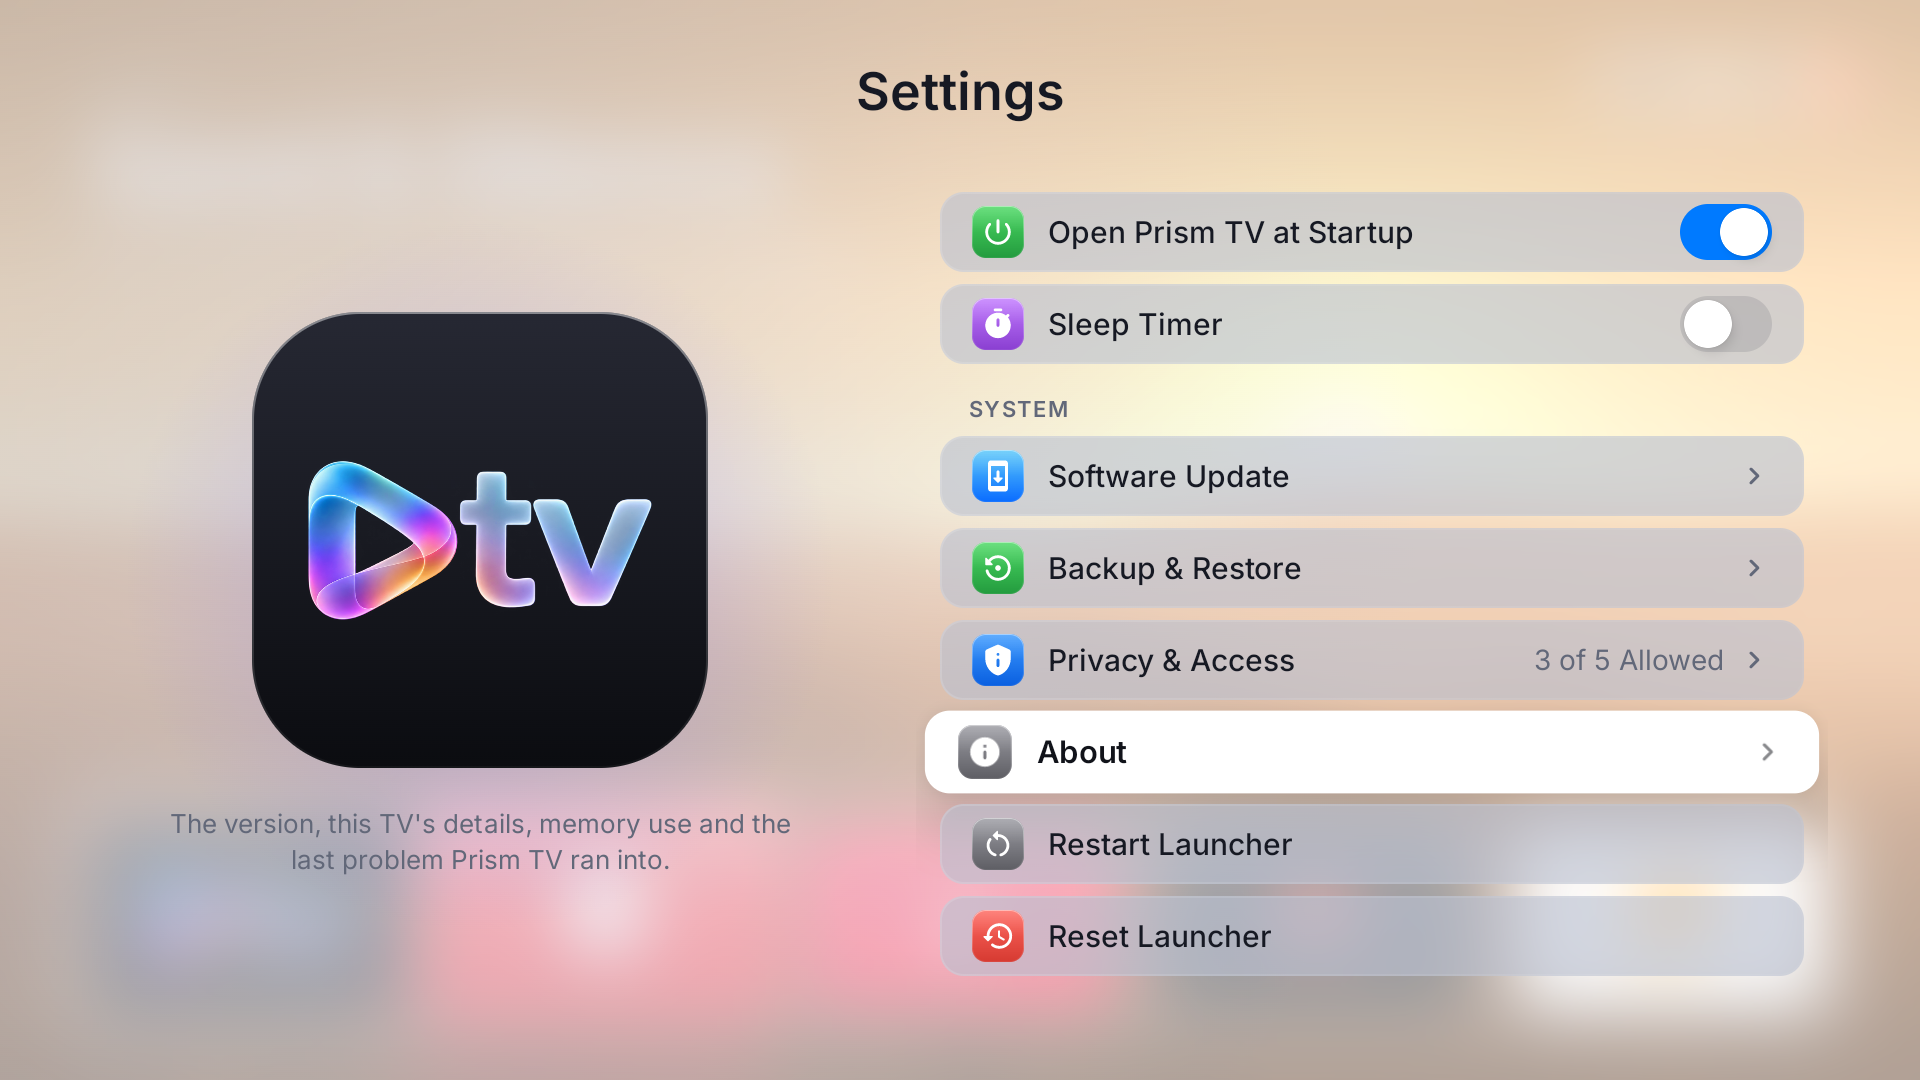 Settings
Open Prism TV at Startup
Sleep Timer
SYSTEM
Software Update
Backup & Restore
Privacy & Access
3 of 5 Allowed
About
Restart Launcher
Reset Launcher
tv
The version, this TV's details, memory use and the
last problem Prism TV ran into.